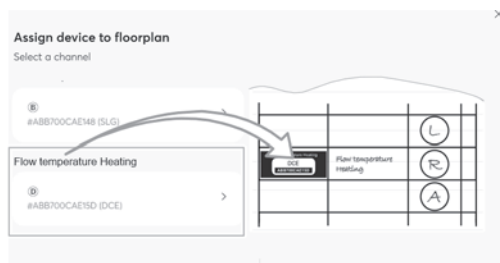 Assign device to floorplan
Select a channel
B
#ABB700CAE148 (SLG)
Flow temperature Heating
D
#ABB700CAE15D (DCE)
DCE
Flow temperature
Heating
L
R
A